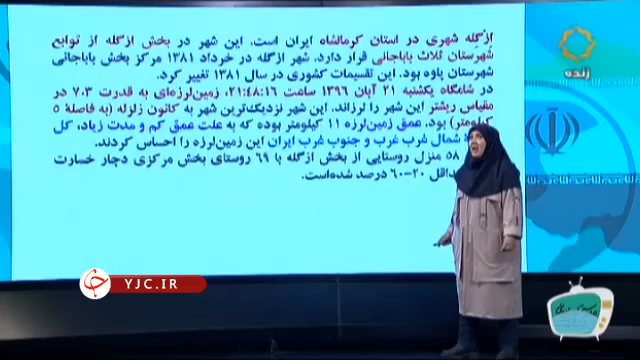 ازگله شهری در استان کرمانشاه ایران است. این شهر در بخش ازگله از توابع
شهرستان ثلاث باباجانی قرار دارد. شهر ازگله در خرداد ۱۳۸۱ مرکز بخش باباجانی
شهرستان پاوه بود. این تقسیمات کشوری در سال ۱۳۸۱ تغییر کرد.
در شامگاه یکشنبه ۲۱ آبان ۱۳۹۶ ساعت ۲۱:۴۸:۱۶، زمین‌لرزه‌ای به قدرت ۷.۳ در
مقیاس ریشتر این شهر را لرزاند. این شهر نزدیک‌ترین شهر به کانون زلزله (به فاصلهٔ ۵
کیلومتر) بود. عمق زمین‌لرزه ۱۱ کیلومتر بوده که به علت عمق کم و مدت زیاد، کل
شمال غرب غرب و جنوب غرب ایران این زمین‌لرزه را احساس کردند.
۵۸ منزل روستایی از بخش ازگله با ۶۹ روستای بخش مرکزی دچار خسارت
۲۰-۶۰ درصد شده‌است.
زنده
YJC.IR